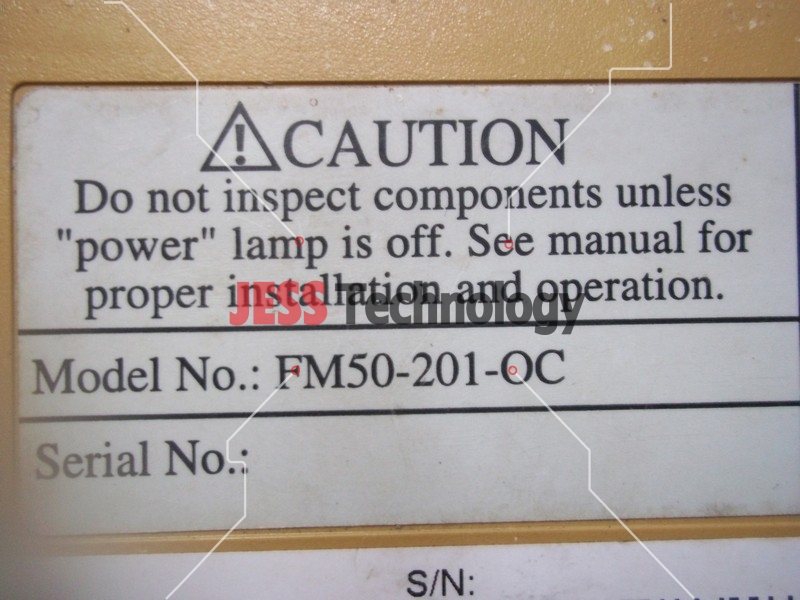 CAUTION
Do not inspect components unless
"power" lamp is off. See manual for
proper installation and operation.
JESS Technology
Model No.: FM50-201-OC
Serial No.:
S/N: